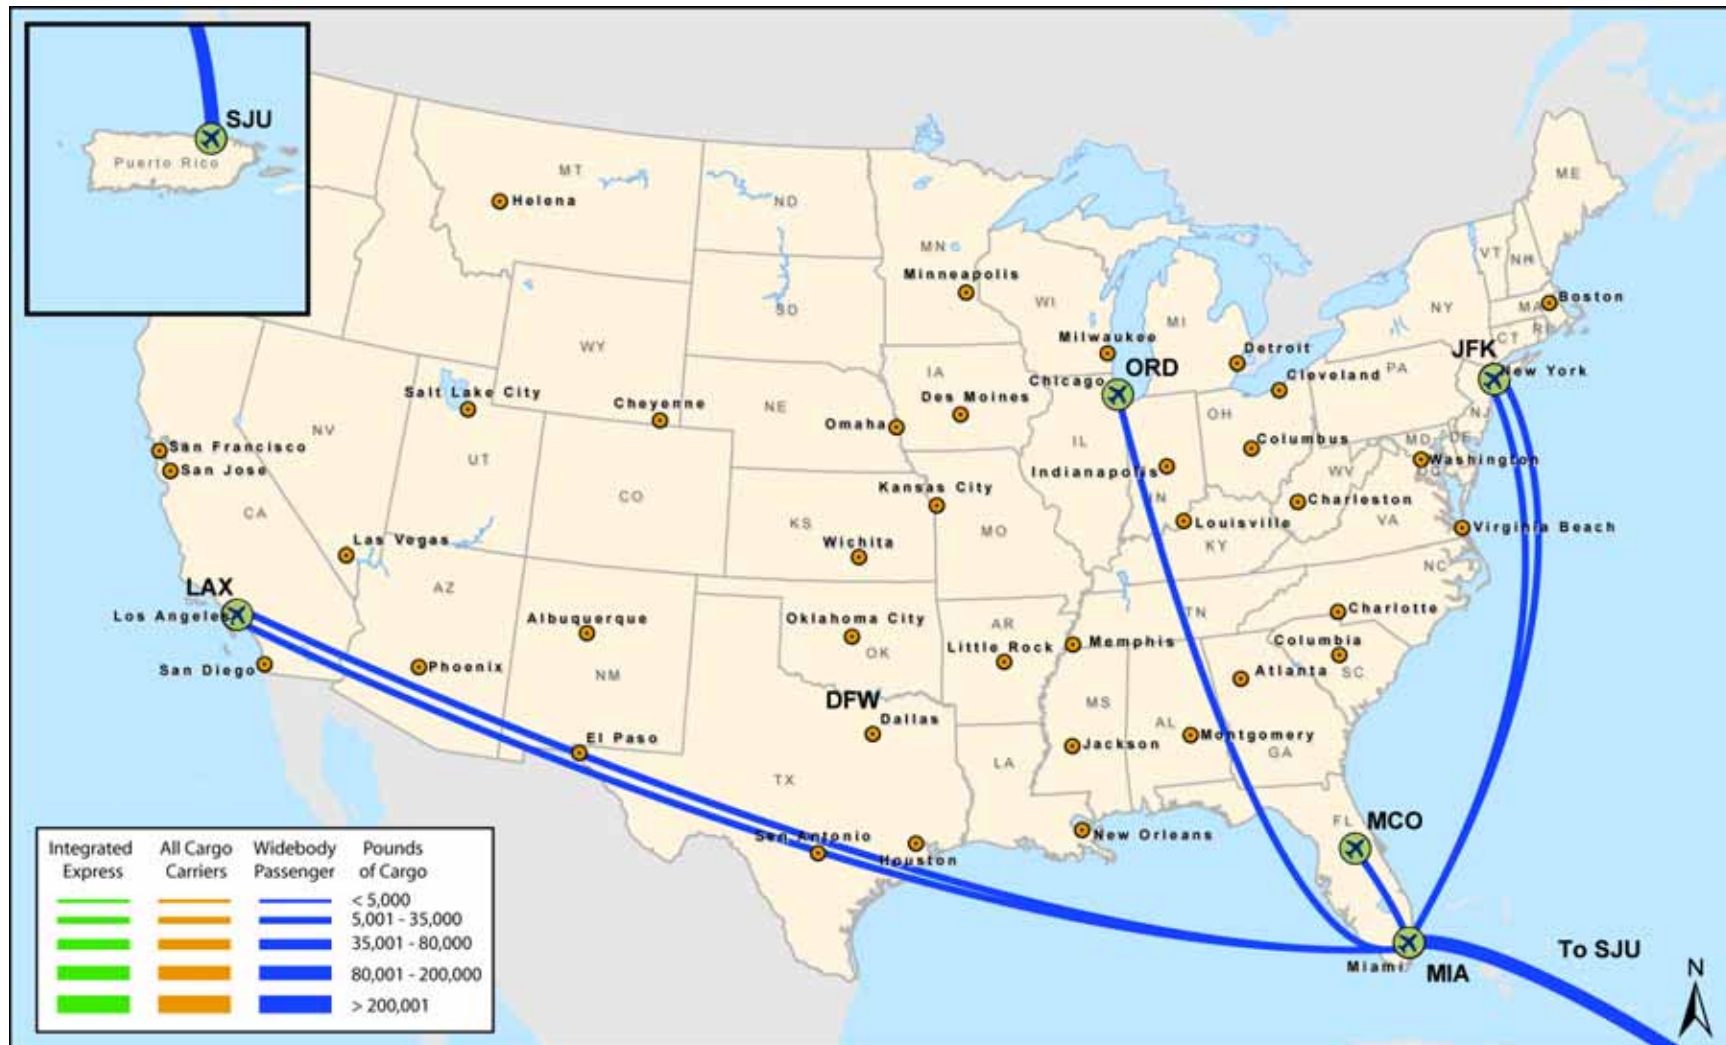 SJU
Puerto Rico
MT
Helena
ND
MN
Minneapolis
SD
WY
WI
Milwaukee
MI
Detroit
ME
VT
NH
NY
MA
Boston
CT
RI
JFK
New York
PA
NJ
ORD
Chicago
Cleveland
IA
Des Moines
Omaha
NE
Cheyenne
Salt Lake City
NV
UT
CO
San Francisco
San Jose
CA
Las Vegas
KS
Kansas City
Wichita
MO
IL
Indianapolis
IN
OH
Columbus
MD
DE
DC
Washington
WV
Charleston
VA
Virginia Beach
Louisville
KY
NC
Charlotte
TN
Memphis
LAX
Los Angeles
San Diego
AZ
Phoenix
Albuquerque
NM
Oklahoma City
OK
AR
Little Rock
Columbia
SC
Atlanta
DFW
Dallas
El Paso
TX
MS
Jackson
AL
Montgomery
GA
LA
San Antonio
Houston
New Orleans
FL
MCO
Miami
MIA
To SJU
N
Integrated
Express
All Cargo
Carriers
Widebody
Passenger
Pounds
of Cargo
< 5,000
5,001 - 35,000
35,001 - 80,000
80,001 - 200,000
> 200,001